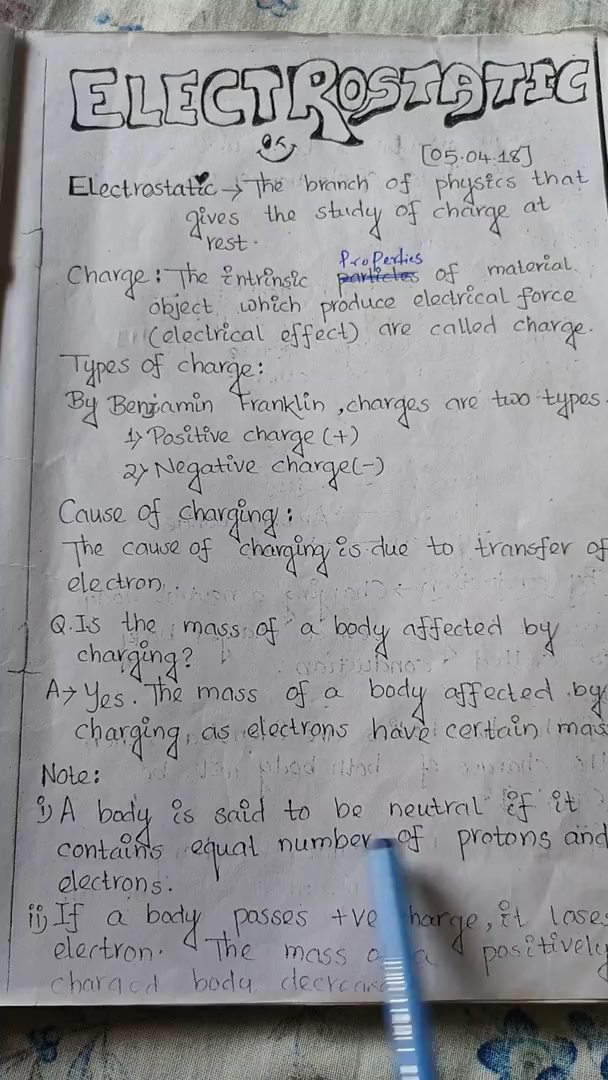 ELECTROSTATIC
[05.04.18]
Electrostatic → The branch of physics that
gives the study of charge at
rest.
Properties
Charge: The intrinsic particles of material
object which produce electrical force
(electrical effect) are called charge.
Types of charge:
By Benjamin Franklin, charges are two types.
1) Positive charge (+)
2) Negative charge(-)
Cause of charging:
The cause of charging is due to transfer of
electron.
Q. Is the mass of a body affected by
charging?
A→ Yes. The mass of a body affected by
charging, as electrons have certain mas
Note:
i) A body is said to be neutral if it
contains equal number of protons and
electrons.
ii) If a body passes +ve charge, it loses
electron. The mass a positively
charged body decreas